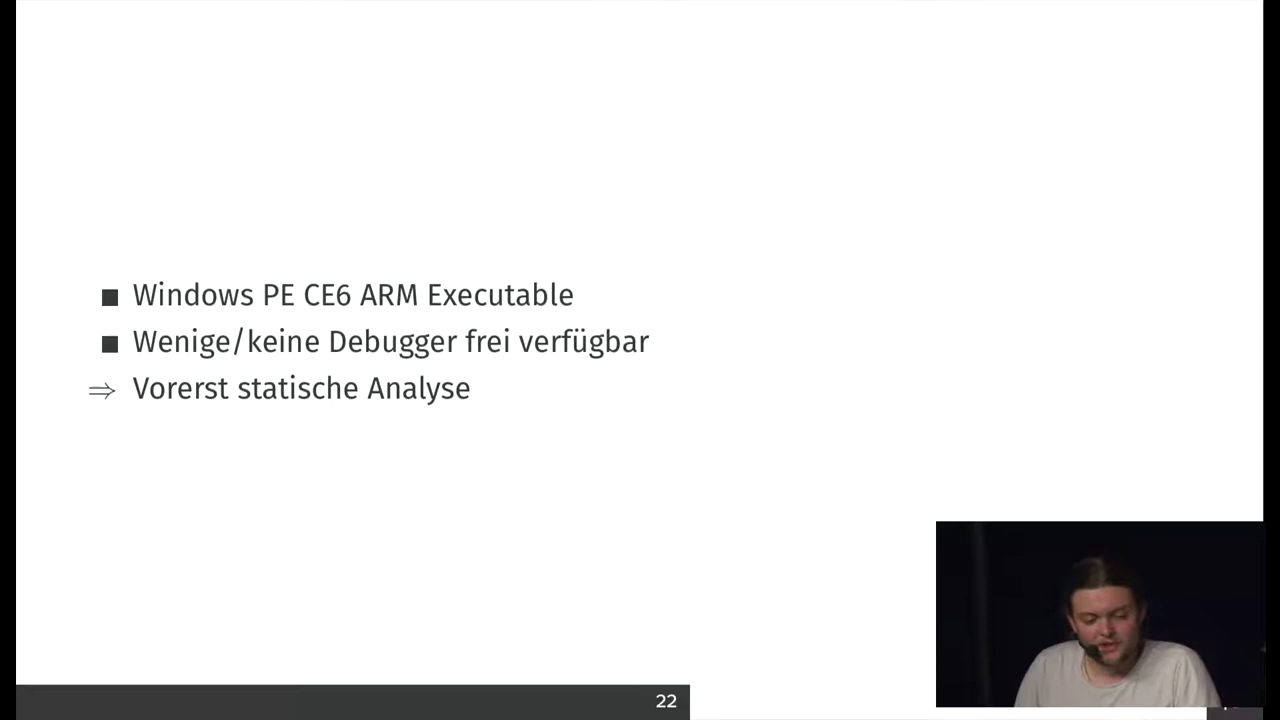 ■ Windows PE CE6 ARM Executable
■ Wenige/keine Debugger frei verfügbar
⇒ Vorerst statische Analyse
22